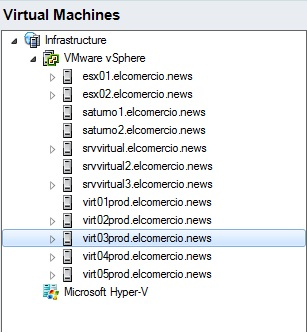 Virtual Machines
Infrastructure
VMware vSphere
esx01.elcomercio.news
esx02.elcomercio.news
saturno1.elcomercio.news
saturno2.elcomercio.news
srvvirtual.elcomercio.news
srvvirtual2.elcomercio.news
srvvirtual3.elcomercio.news
virt01prod.elcomercio.news
virt02prod.elcomercio.news
virt03prod.elcomercio.news
virt04prod.elcomercio.news
virt05prod.elcomercio.news
Microsoft Hyper-V